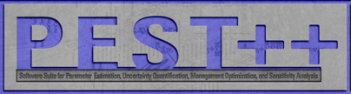 PEST++
Software Suite for Parameter Estimation, Uncertainty Quantification, Management Optimization, and Sensitivity Analysis